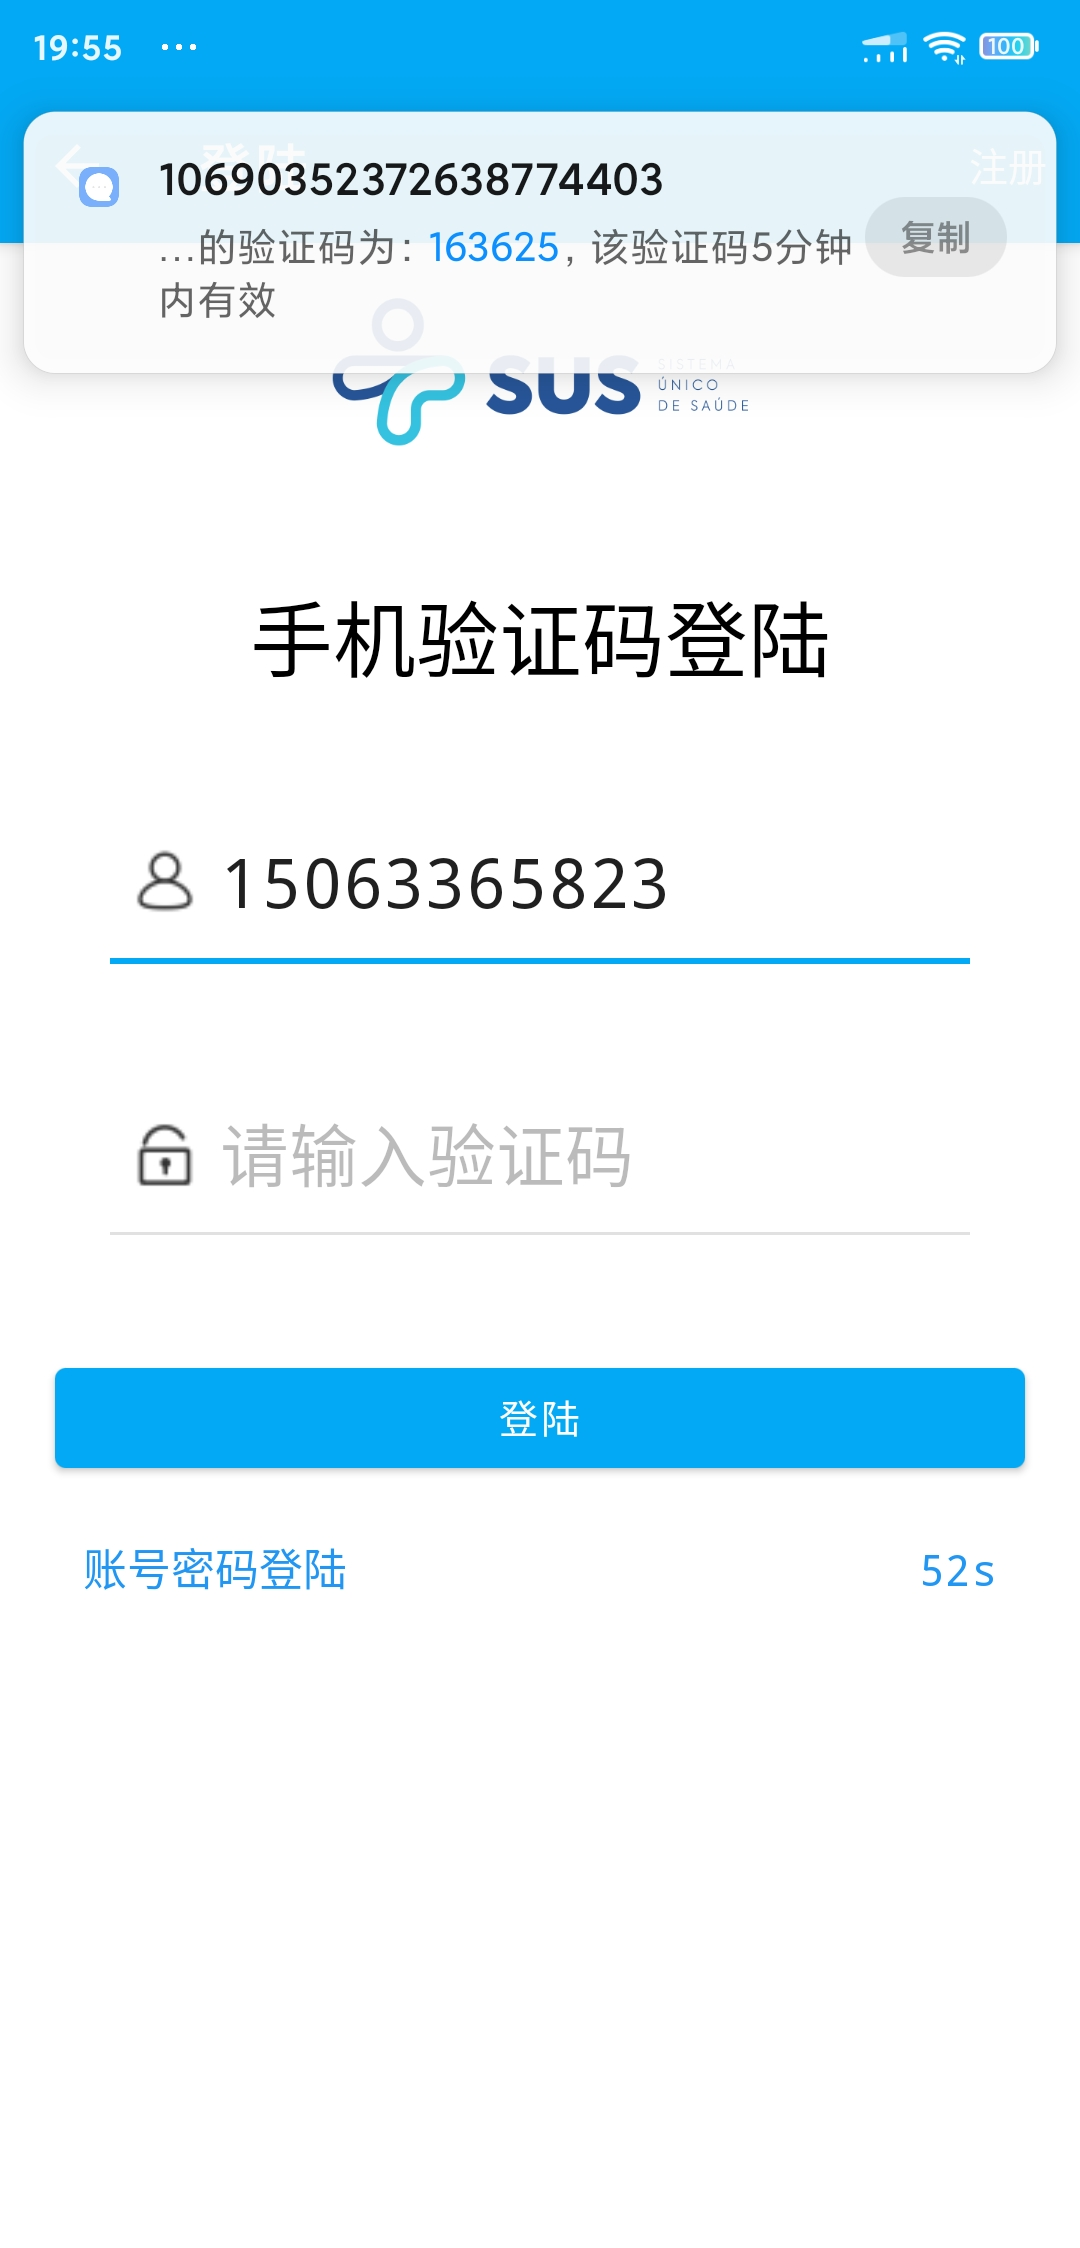 19:55 ...
100
登陆
注册
1069035237263877​4403
...的验证码为：163625，该验证码5分钟
内有效
复制
SUS
SISTEMA
ÚNICO
DE SAÚDE
手机验证码登陆
15063365823
请输入验证码
登陆
账号密码登陆
52s